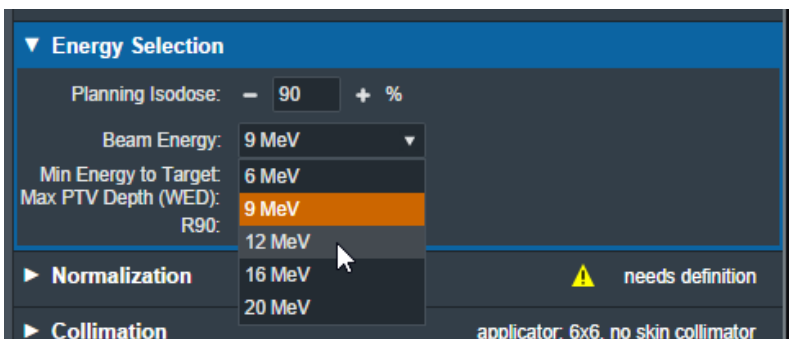 Energy Selection
Planning Isodose: − 90 + %
Beam Energy: 9 MeV
Min Energy to Target: 6 MeV
Max PTV Depth (WED): 9 MeV
R90:
12 MeV
Normalization 16 MeV needs definition
20 MeV
Collimation applicator: 6x6, no skin collimator